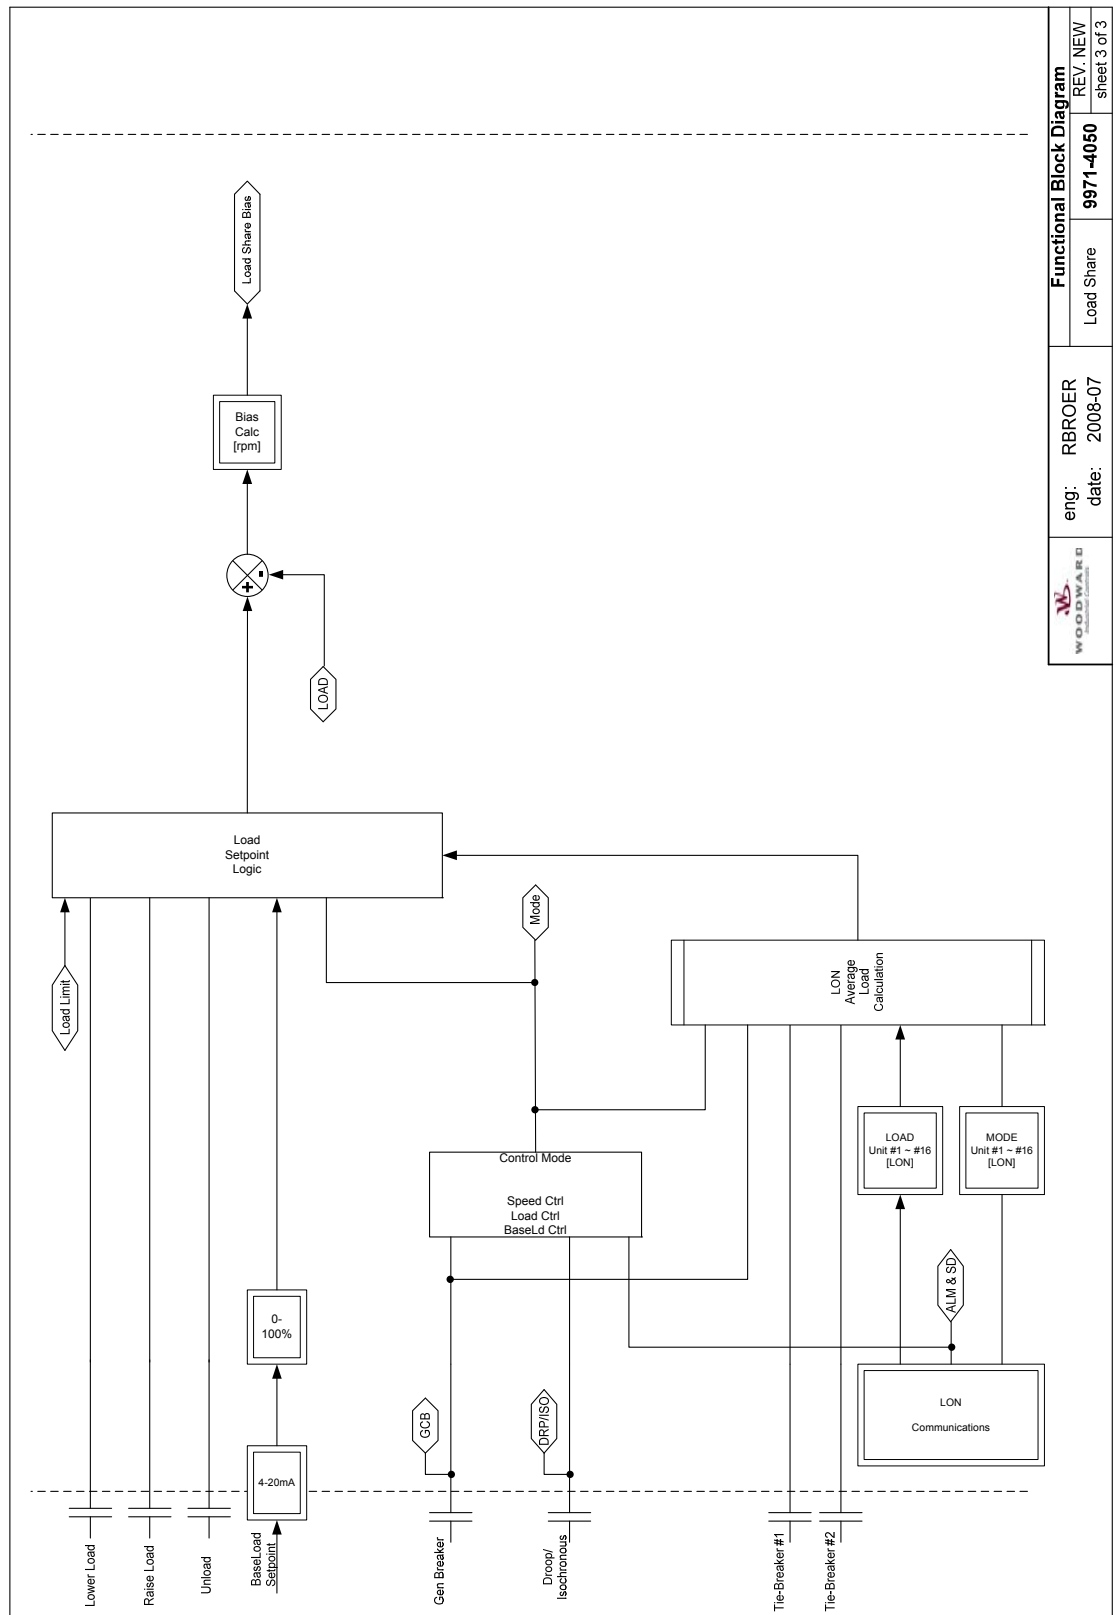 Load Share Bias
Bias
Calc
[rpm]
+
-
LOAD
Load
Setpoint
Logic
Load Limit
Mode
LON
Average
Load
Calculation
Control Mode
Speed Ctrl
Load Ctrl
BaseLd Ctrl
LOAD
Unit #1 ~ #16
[LON]
MODE
Unit #1 ~ #16
[LON]
ALM & SD
0-
100%
GCB
DRP/ISO
LON
Communications
4-20mA
Lower Load
Raise Load
Unload
BaseLoad
Setpoint
Gen Breaker
Droop/
Isochronous
Tie-Breaker #1
Tie-Breaker #2
WOODWARD
Industrial Controls
eng: RBROER
date: 2008-07
Functional Block Diagram
Load Share
9971-4050
REV. NEW
sheet 3 of 3